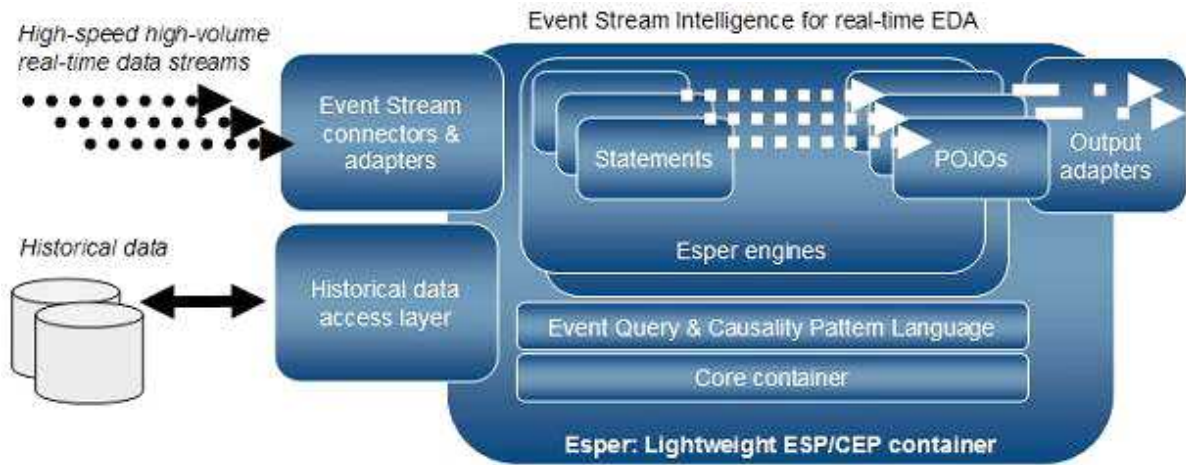 Event Stream Intelligence for real-time EDA
High-speed high-volume
real-time data streams
Event Stream
connectors &
adapters
Statements
POJOs
Output
adapters
Esper engines
Historical data
Historical data
access layer
Event Query & Causality Pattern Language
Core container
Esper: Lightweight ESP/CEP container